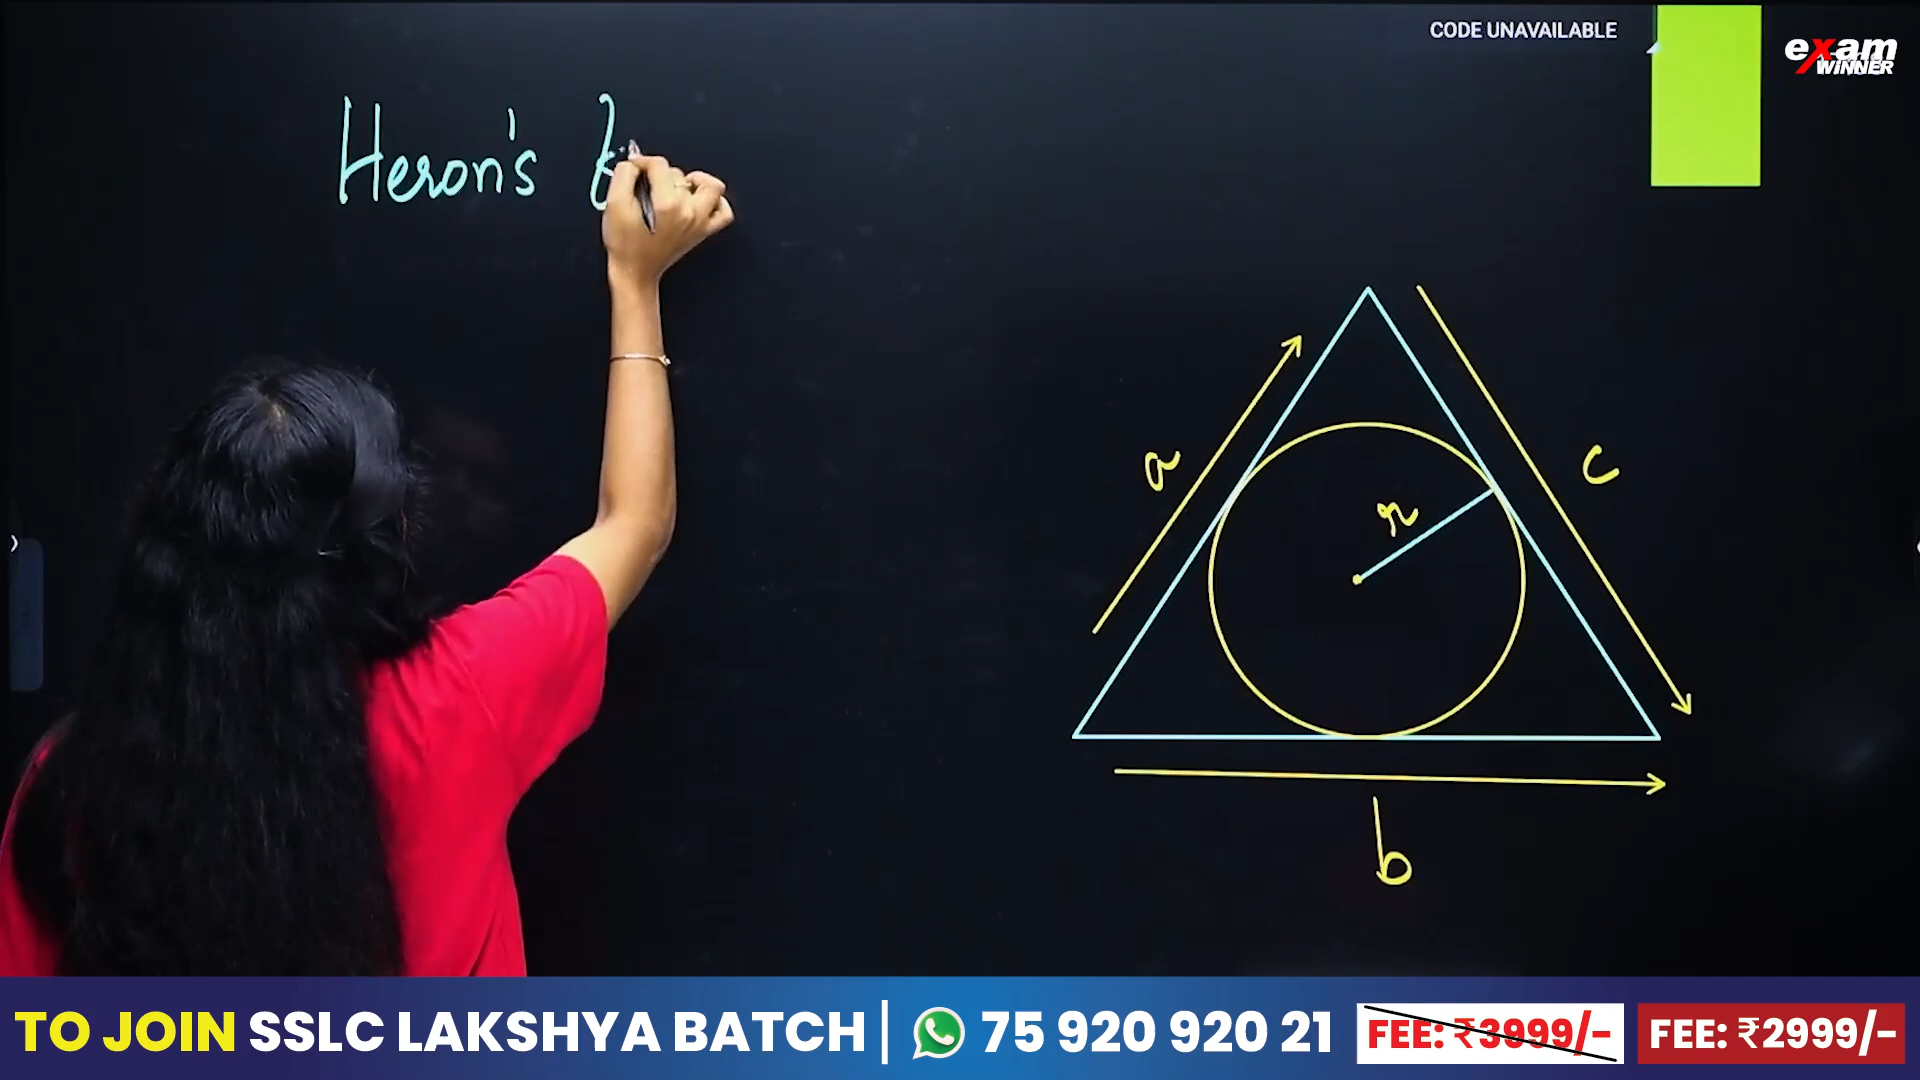 CODE UNAVAILABLE
exam
WINNER
Heron's
a
c
r
b
TO JOIN SSLC LAKSHYA BATCH | 75 920 920 21 FEE: ₹3999/- FEE: ₹2999/-